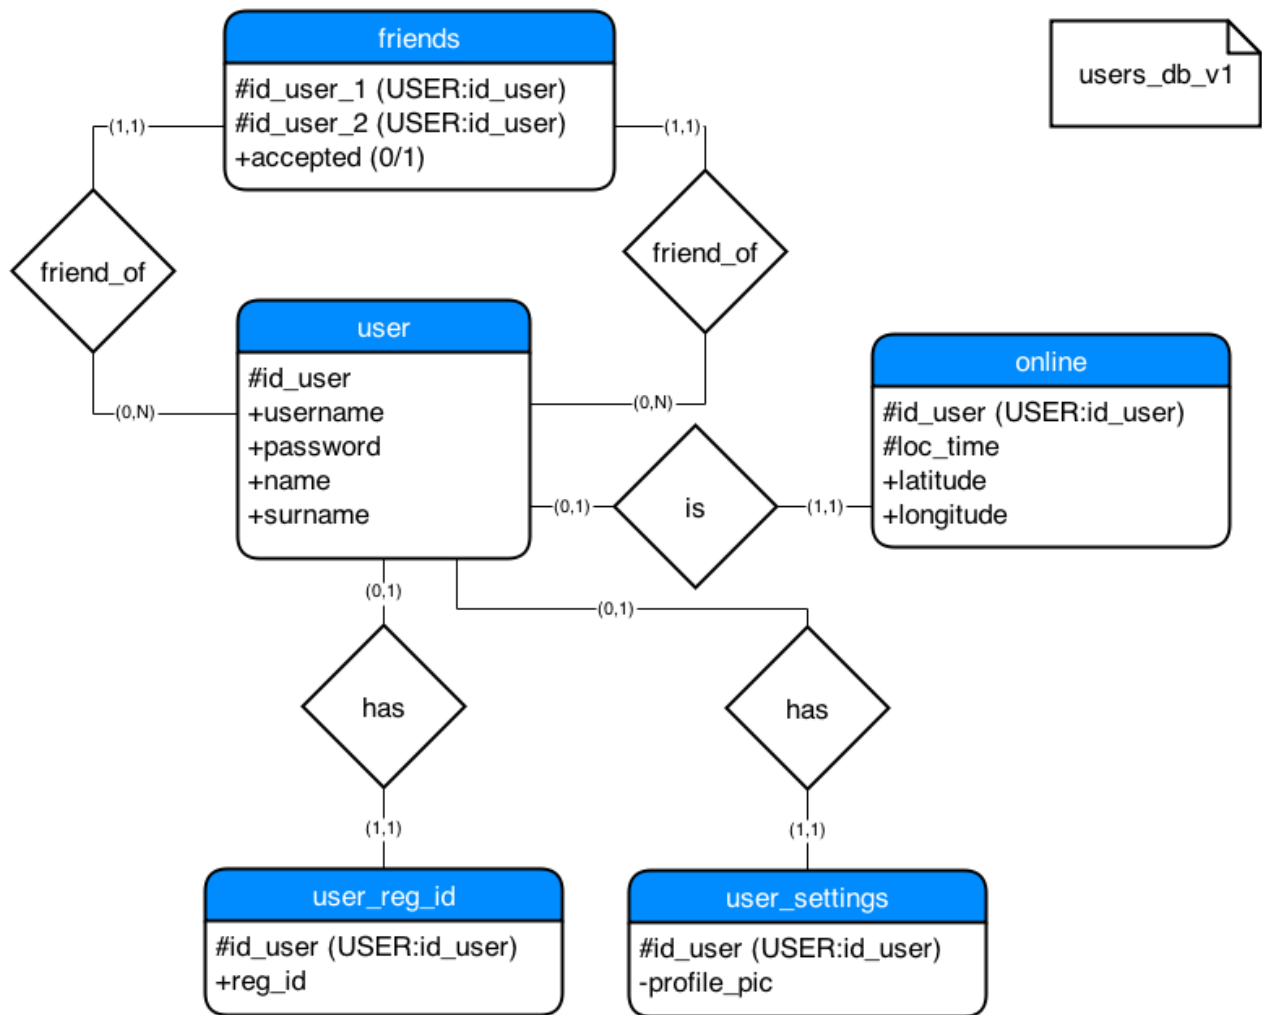 friends
#id_user_1 (USER:id_user)
#id_user_2 (USER:id_user)
+accepted (0/1)
users_db_v1
(1,1)
(1,1)
friend_of
friend_of
user
#id_user
+username
+password
+name
+surname
(0,N)
(0,N)
online
#id_user (USER:id_user)
#loc_time
+latitude
+longitude
(0,1)
is
(1,1)
(0,1)
(0,1)
has
has
(1,1)
(1,1)
user_reg_id
#id_user (USER:id_user)
+reg_id
user_settings
#id_user (USER:id_user)
-profile_pic